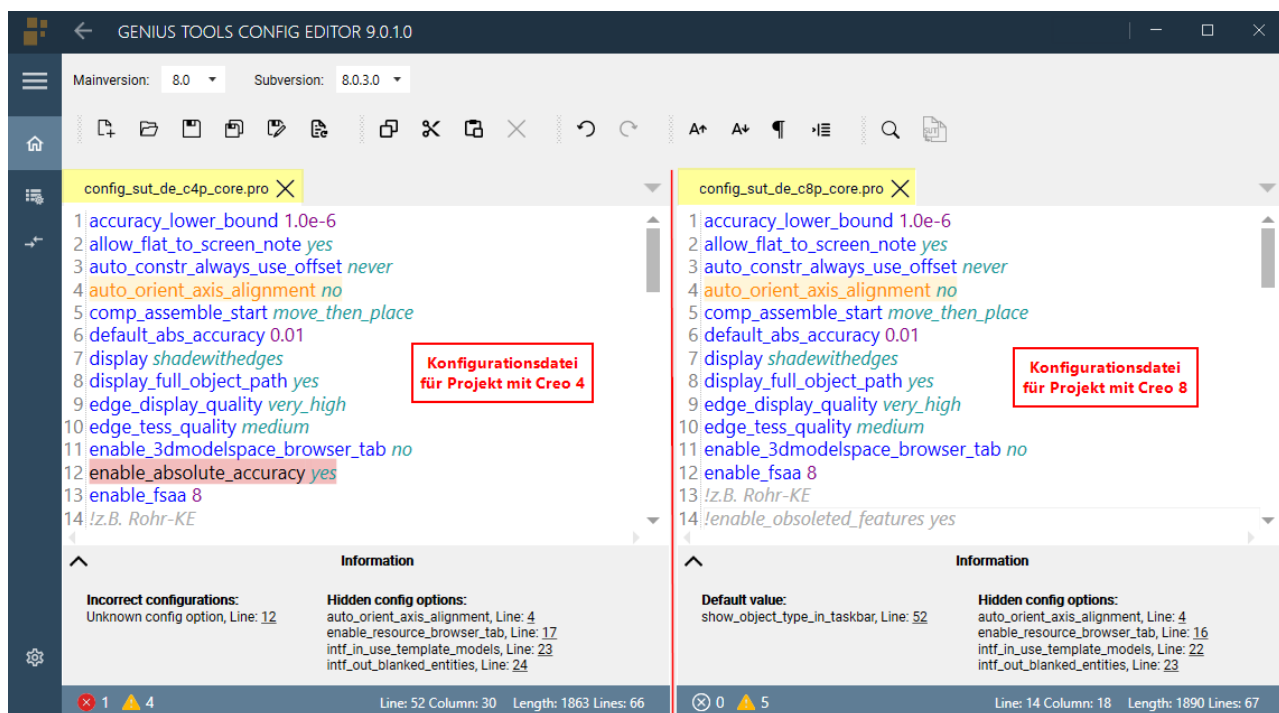 GENIUS TOOLS CONFIG EDITOR 9.0.1.0
Mainversion: 8.0 Subversion: 8.0.3.0
SUT
config_sut_de_c4p_core.pro
1 accuracy_lower_bound 1.0e-6
2 allow_flat_to_screen_note yes
3 auto_constr_always_use_offset never
4 auto_orient_axis_alignment no
5 comp_assemble_start move_then_place
6 default_abs_accuracy 0.01
7 display shadewithedges
8 display_full_object_path yes
9 edge_display_quality very_high
10 edge_tess_quality medium
11 enable_3dmodelspace_browser_tab no
12 enable_absolute_accuracy yes
13 enable_fsaa 8
14 !z.B. Rohr-KE
Konfigurationsdatei
für Projekt mit Creo 4
Information
Incorrect configurations:
Unknown config option, Line: 12
Hidden config options:
auto_orient_axis_alignment, Line: 4
enable_resource_browser_tab, Line: 17
intf_in_use_template_models, Line: 23
intf_out_blanked_entities, Line: 24
1 4 Line: 52 Column: 30 Length: 1863 Lines: 66
config_sut_de_c8p_core.pro
1 accuracy_lower_bound 1.0e-6
2 allow_flat_to_screen_note yes
3 auto_constr_always_use_offset never
4 auto_orient_axis_alignment no
5 comp_assemble_start move_then_place
6 default_abs_accuracy 0.01
7 display shadewithedges
8 display_full_object_path yes
9 edge_display_quality very_high
10 edge_tess_quality medium
11 enable_3dmodelspace_browser_tab no
12 enable_fsaa 8
13 !z.B. Rohr-KE
14 !enable_obsoleted_features yes
Konfigurationsdatei
für Projekt mit Creo 8
Information
Default value:
show_object_type_in_taskbar, Line: 52
Hidden config options:
auto_orient_axis_alignment, Line: 4
enable_resource_browser_tab, Line: 16
intf_in_use_template_models, Line: 22
intf_out_blanked_entities, Line: 23
0 5 Line: 14 Column: 18 Length: 1890 Lines: 67